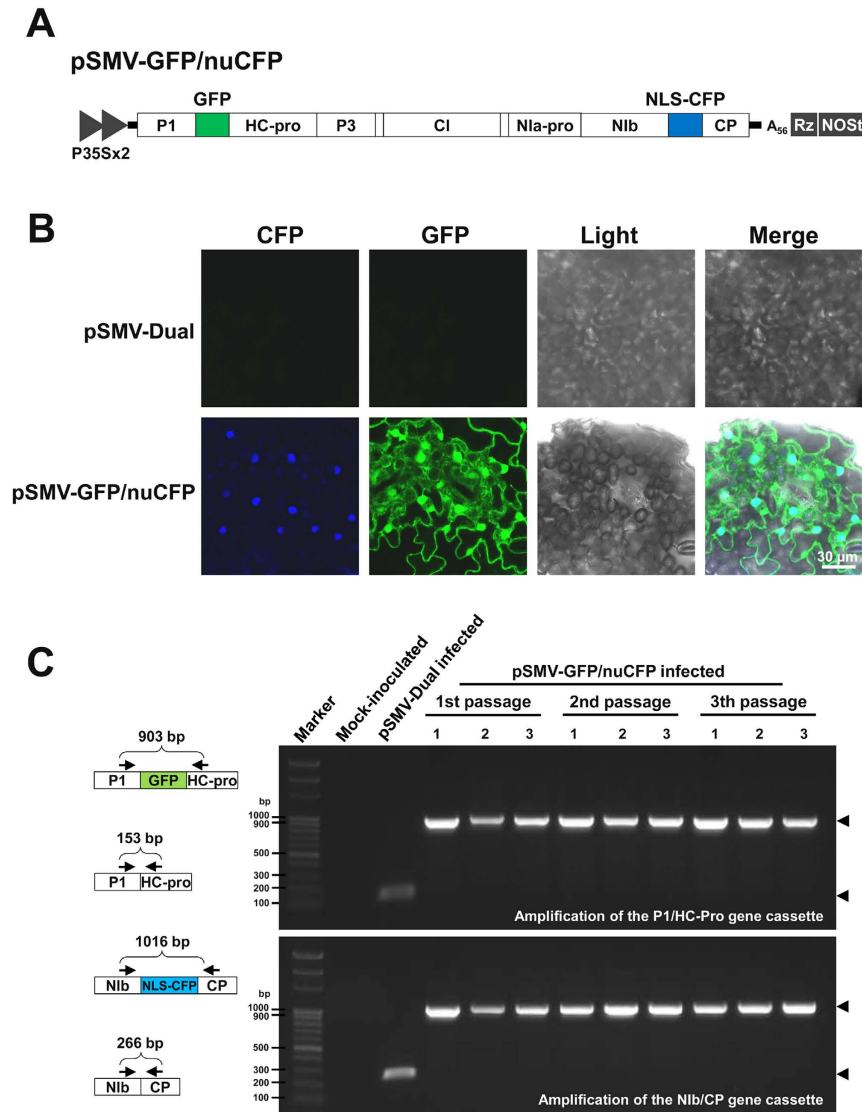 A
pSMV-GFP/nuCFP
GFP
NLS-CFP
P1
HC-pro
P3
CI
NIa-pro
NIb
CP
A56
Rz
NOSt
P35Sx2
B
CFP
GFP
Light
Merge
pSMV-Dual
pSMV-GFP/nuCFP
30 µm
C
Marker
Mock-inoculated
pSMV-Dual infected
pSMV-GFP/nuCFP infected
1st passage
2nd passage
3th passage
1 2 3 1 2 3 1 2 3
903 bp
P1 GFP HC-pro
153 bp
P1 HC-pro
bp
1000
900
500
300
200
100
Amplification of the P1/HC-Pro gene cassette
1016 bp
NIb NLS-CFP CP
266 bp
NIb CP
bp
1000
900
500
300
200
100
Amplification of the NIb/CP gene cassette